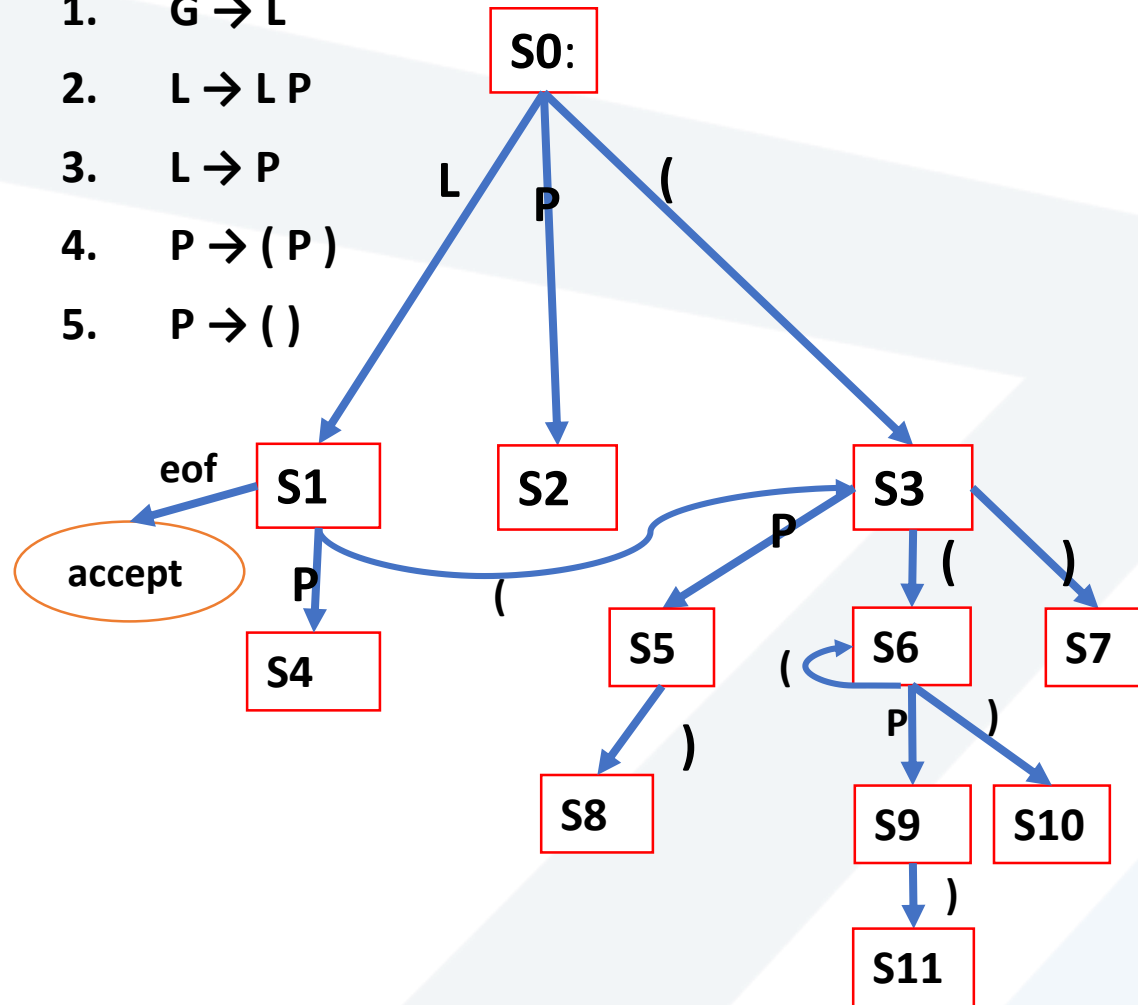 1. G → L
2. L → L P
3. L → P
4. P → ( P )
5. P → ( )
S0:
L
P
(
eof
S1
S2
S3
accept
P
(
P
(
)
S4
S5
S6
S7
(
P
)
)
S8
S9
S10
)
S11